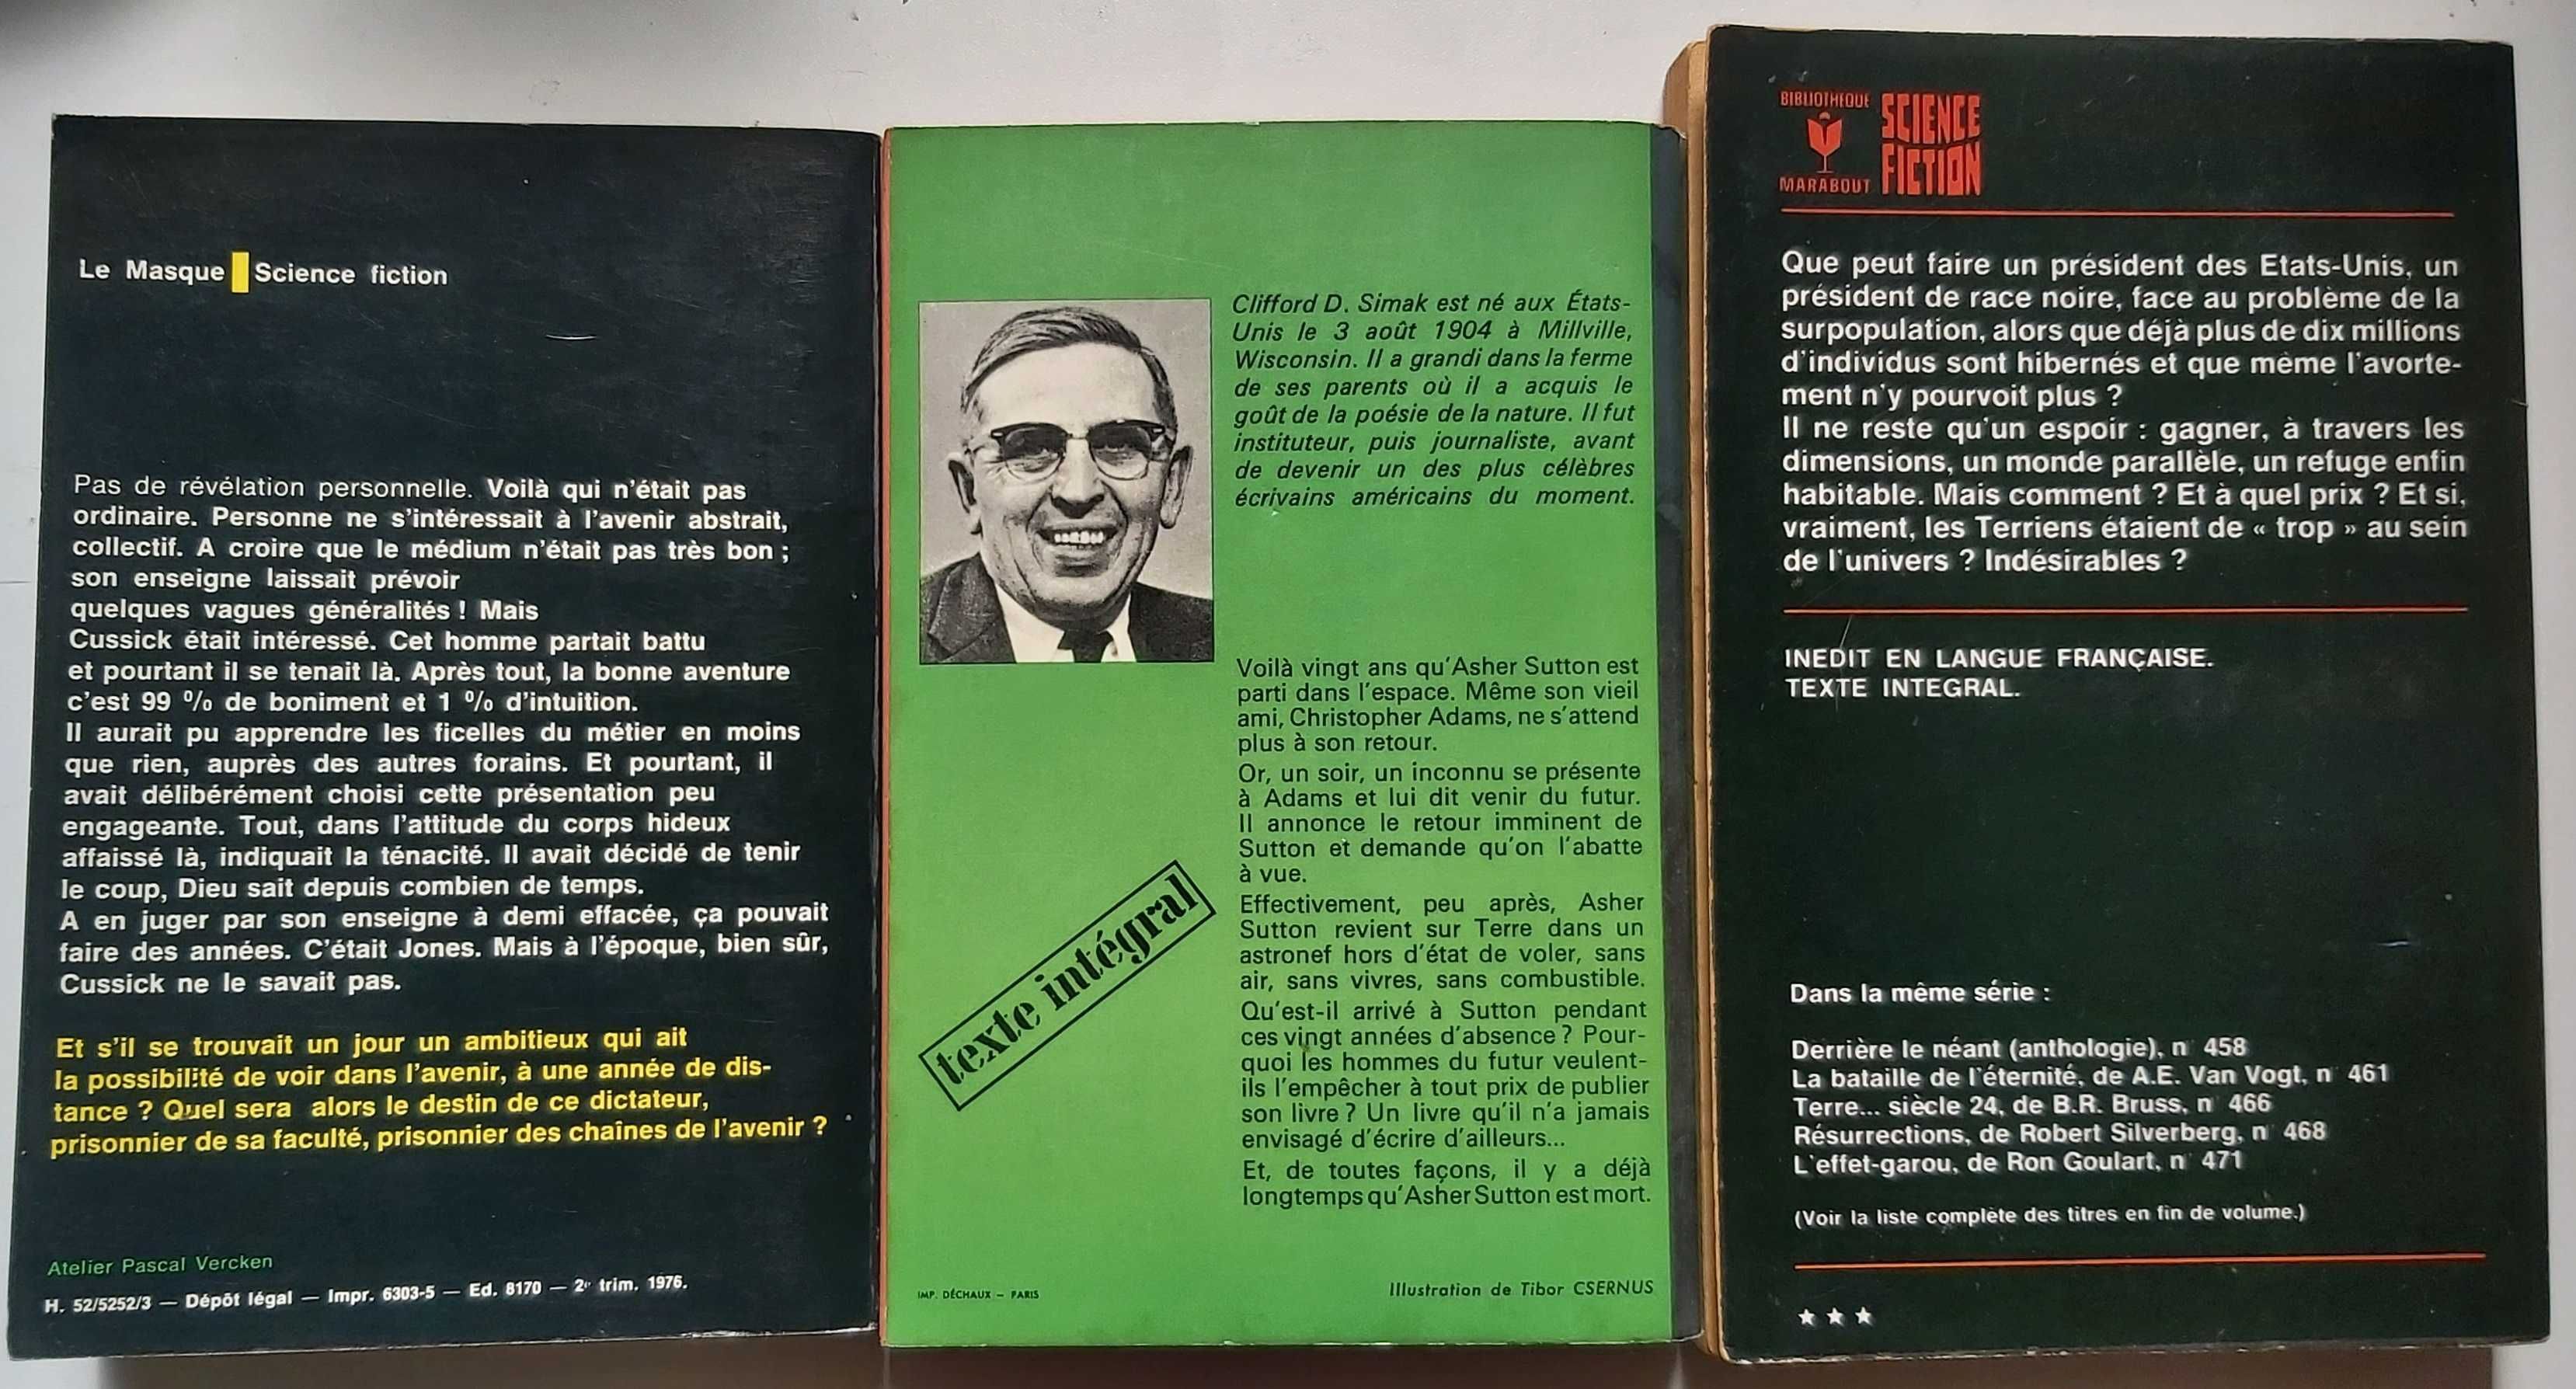 Le Masque Science fiction
Pas de révélation personnelle. Voilà qui n'était pas
ordinaire. Personne ne s'intéressait à l'avenir abstrait,
collectif. A croire que le médium n'était pas très bon ;
son enseigne laissait prévoir
quelques vagues généralités ! Mais
Cussick était intéressé. Cet homme partait battu
et pourtant il se tenait là. Après tout, la bonne aventure
c'est 99 % de boniment et 1 % d'intuition.
Il aurait pu apprendre les ficelles du métier en moins
que rien, auprès des autres forains. Et pourtant, il
avait délibérément choisi cette présentation peu
engageante. Tout, dans l'attitude du corps hideux
affaissé là, indiquait la ténacité. Il avait décidé de tenir
le coup, Dieu sait depuis combien de temps.
A en juger par son enseigne à demi effacée, ça pouvait
faire des années. C'était Jones. Mais à l'époque, bien sûr,
Cussick ne le savait pas.
Et s'il se trouvait un jour un ambitieux qui ait
la possibilité de voir dans l'avenir, à une année de dis-
tance ? Quel sera alors le destin de ce dictateur,
prisonnier de sa faculté, prisonnier des chaînes de l'avenir ?
Atelier Pascal Vercken
H. 52/5252/3 — Dépôt légal — Impr. 6303-5 — Ed. 8170 — 2e trim. 1976.
Clifford D. Simak est né aux États-
Unis le 3 août 1904 à Millville,
Wisconsin. Il a grandi dans la ferme
de ses parents où il a acquis le
goût de la poésie de la nature. Il fut
instituteur, puis journaliste, avant
de devenir un des plus célèbres
écrivains américains du moment.
Voilà vingt ans qu'Asher Sutton est
parti dans l'espace. Même son vieil
ami, Christopher Adams, ne s'attend
plus à son retour.
Or, un soir, un inconnu se présente
à Adams et lui dit venir du futur.
Il annonce le retour imminent de
Sutton et demande qu'on l'abatte
à vue.
Effectivement, peu après, Asher
Sutton revient sur Terre dans un
astronef hors d'état de voler, sans
air, sans vivres, sans combustible.
Qu'est-il arrivé à Sutton pendant
ces vingt années d'absence ? Pour-
quoi les hommes du futur veulent-
ils l'empêcher à tout prix de publier
son livre ? Un livre qu'il n'a jamais
envisagé d'écrire d'ailleurs...
Et, de toutes façons, il y a déjà
longtemps qu'Asher Sutton est mort.
texte intégral
IMP. DÉCHAUX – PARIS
Illustration de Tibor CSERNUS
BIBLIOTHEQUE
MARABOUT
SCIENCE
FICTION
Que peut faire un président des Etats-Unis, un
président de race noire, face au problème de la
surpopulation, alors que déjà plus de dix millions
d'individus sont hibernés et que même l'avorte-
ment n'y pourvoit plus ?
Il ne reste qu'un espoir : gagner, à travers les
dimensions, un monde parallèle, un refuge enfin
habitable. Mais comment ? Et à quel prix ? Et si,
vraiment, les Terriens étaient de « trop » au sein
de l'univers ? Indésirables ?
INEDIT EN LANGUE FRANÇAISE.
TEXTE INTEGRAL.
Dans la même série :
Derrière le néant (anthologie), n° 458
La bataille de l'éternité, de A.E. Van Vogt, n° 461
Terre... siècle 24, de B.R. Bruss, n° 466
Résurrections, de Robert Silverberg, n° 468
L'effet-garou, de Ron Goulart, n° 471
(Voir la liste complète des titres en fin de volume.)
★ ★ ★